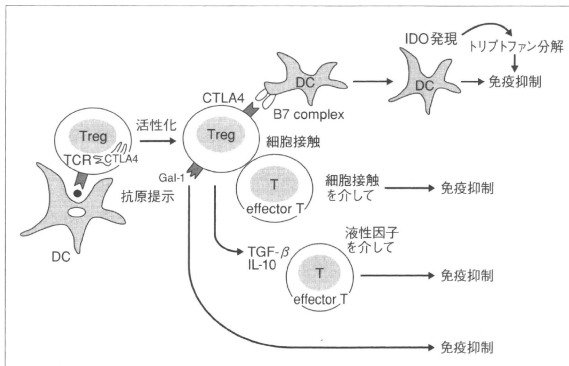 IDO発現
トリプトファン分解
DC
DC
免疫抑制
CTLA4
B7 complex
Treg
活性化
Treg
細胞接触
TCR
CTLA4
Gal-1
抗原提示
T
effector T
細胞接触
を介して
免疫抑制
DC
TGF-β
IL-10
液性因子
を介して
T
effector T
免疫抑制
免疫抑制